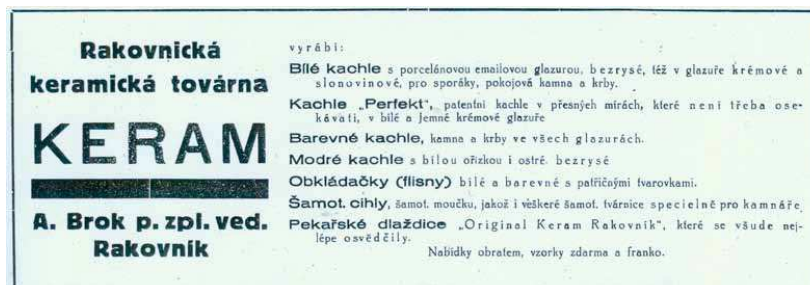 Rakovnická
keramická továrna
KERAM
A. Brok p. zpl. ved.
Rakovník
vyrábí:
Bílé kachle s porcelánovou emailovou glazurou, bezrysé, též v glazuře krémové a
slonovinové, pro sporáky, pokojová kamna a krby.
Kachle „Perfekt“, patentní kachle v přesných mírách, které není třeba ose-
kávati, v bílé a jemné krémové glazuře
Barevné kachle, kamna a krby ve všech glazurách.
Modré kachle s bílou ořízkou i ostré bezrysé
Obkládačky (flisny) bílé a barevné s patřičnými tvarovkami.
Šamot. cihly, šamot. moučku, jakož i veškeré šamot. tvárnice specielně pro kamnáře
Pekařské dlaždice „Original Keram Rakovník“, které se všude nej-
lépe osvědčily.
Nabídky obratem, vzorky zdarma a franko.